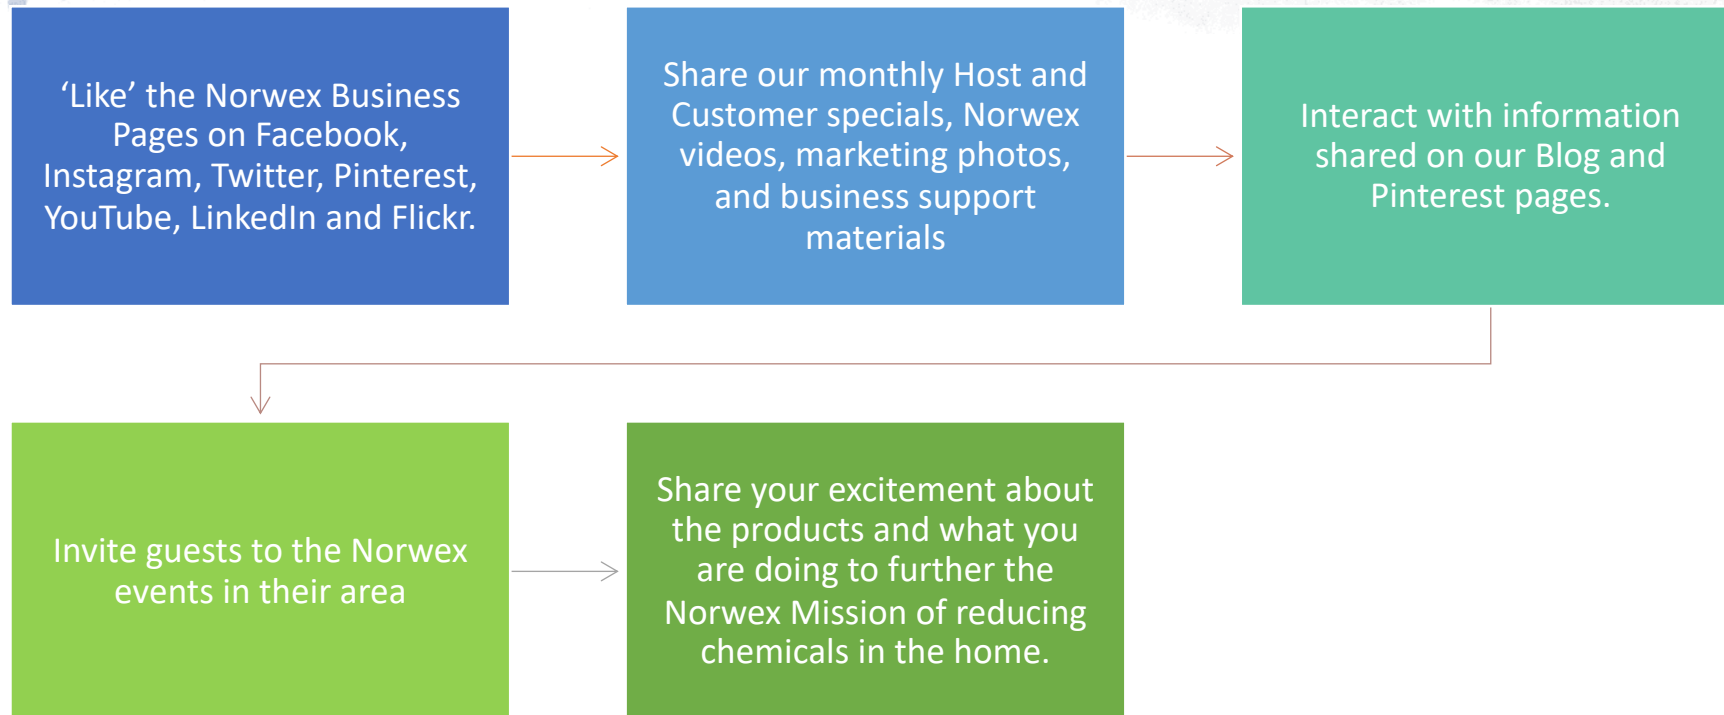 ‘Like’ the Norwex Business
Pages on Facebook,
Instagram, Twitter, Pinterest,
YouTube, LinkedIn and Flickr.
Share our monthly Host and
Customer specials, Norwex
videos, marketing photos,
and business support
materials
Interact with information
shared on our Blog and
Pinterest pages.
Invite guests to the Norwex
events in their area
Share your excitement about
the products and what you
are doing to further the
Norwex Mission of reducing
chemicals in the home.